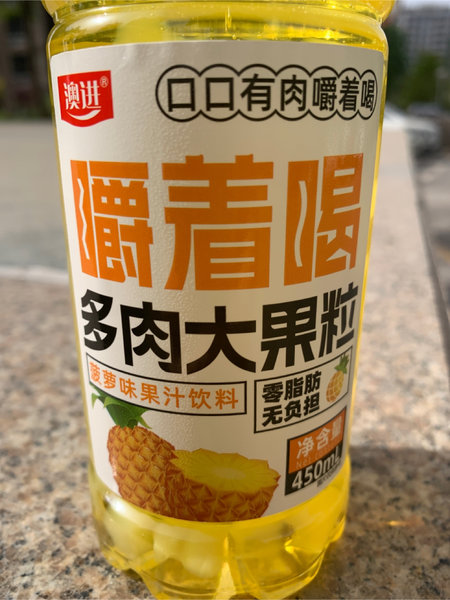 澳进®
口口有肉嚼着喝
嚼着喝
多肉大果粒
菠萝味果汁饮料
零脂肪
无负担
净含量
450mL